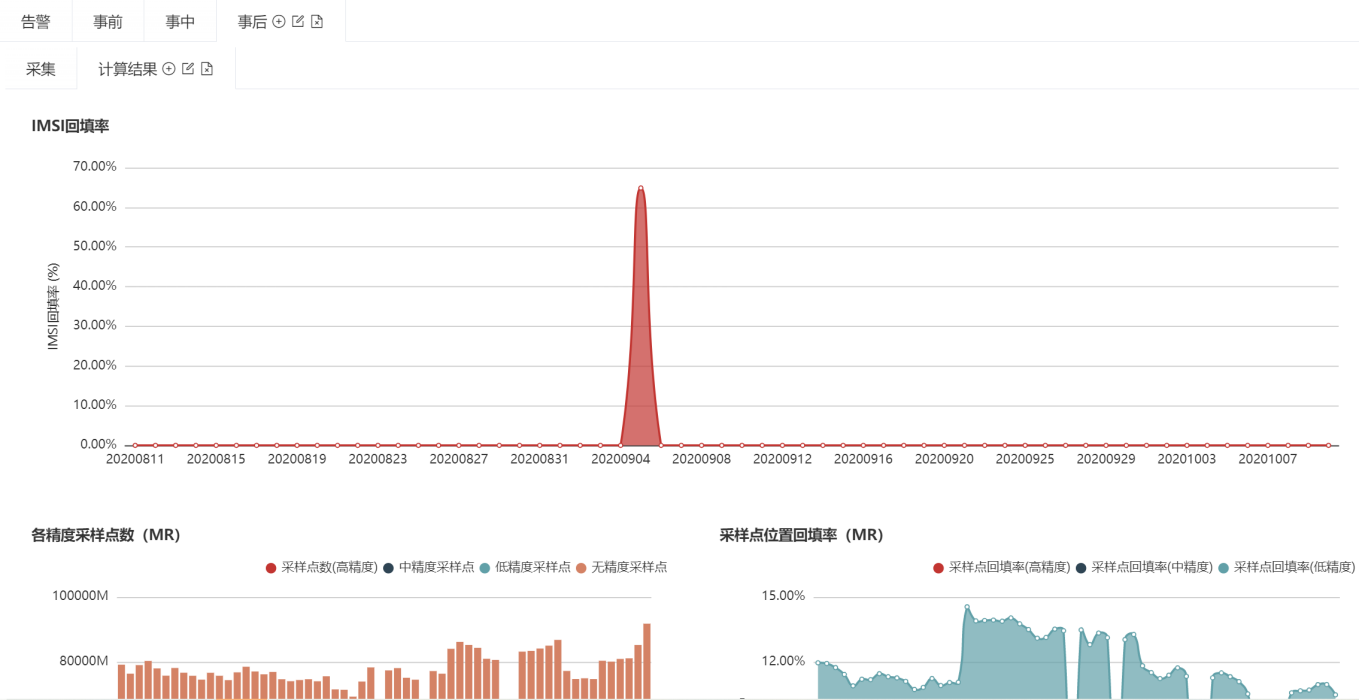 告警 事前 事中 事后
采集 计算结果
IMSI回填率
70.00%
60.00%
50.00%
40.00%
30.00%
20.00%
10.00%
0.00%
IMSI回填率 (%)
20200811 20200815 20200819 20200823 20200827 20200831 20200904 20200908 20200912 20200916 20200920 20200925 20200929 20201003 20201007
各精度采样点数（MR）
采样点数(高精度) 中精度采样点 低精度采样点 无精度采样点
100000M
80000M
采样点位置回填率（MR）
采样点回填率(高精度) 采样点回填率(中精度) 采样点回填率(低精度)
15.00%
12.00%